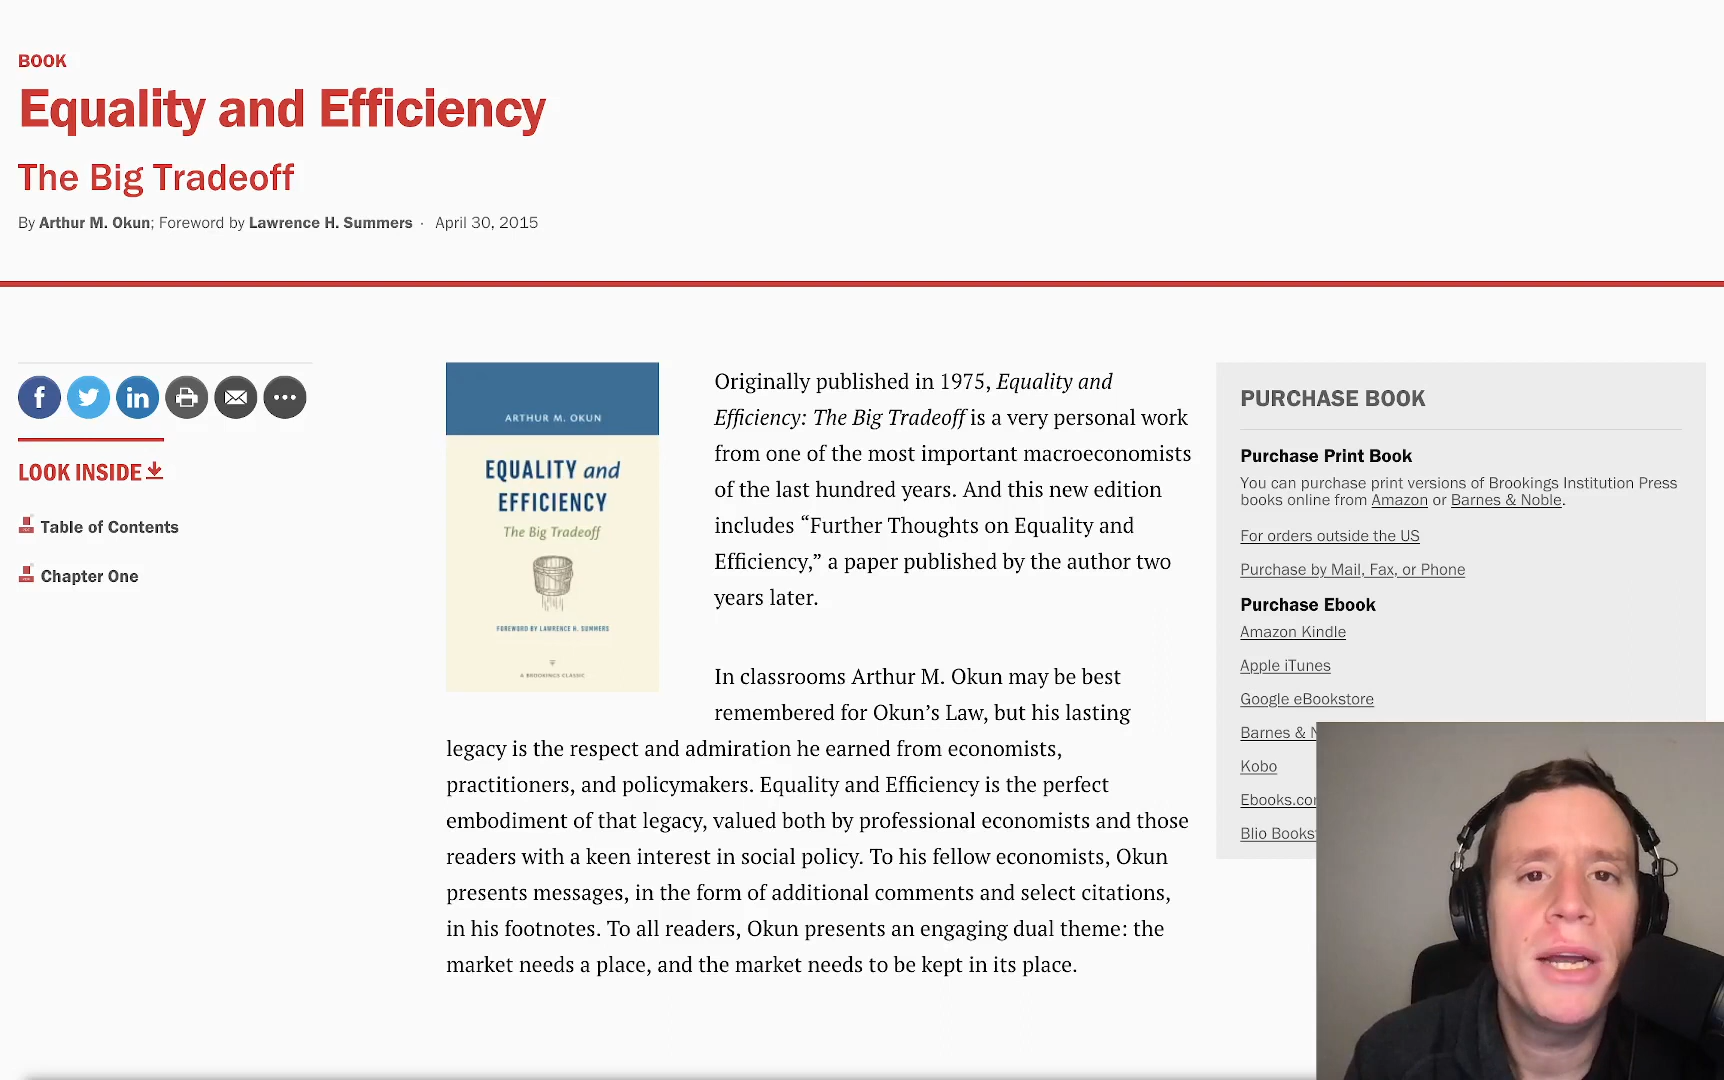 BOOK
Equality and Efficiency
The Big Tradeoff
By Arthur M. Okun; Foreword by Lawrence H. Summers · April 30, 2015
LOOK INSIDE
Table of Contents
Chapter One
ARTHUR M. OKUN
EQUALITY and
EFFICIENCY
The Big Tradeoff
FOREWORD BY LAWRENCE H. SUMMERS
A BROOKINGS CLASSIC
Originally published in 1975, Equality and
Efficiency: The Big Tradeoff is a very personal work
from one of the most important macroeconomists
of the last hundred years. And this new edition
includes “Further Thoughts on Equality and
Efficiency,” a paper published by the author two
years later.
In classrooms Arthur M. Okun may be best
remembered for Okun’s Law, but his lasting
legacy is the respect and admiration he earned from economists,
practitioners, and policymakers. Equality and Efficiency is the perfect
embodiment of that legacy, valued both by professional economists and those
readers with a keen interest in social policy. To his fellow economists, Okun
presents messages, in the form of additional comments and select citations,
in his footnotes. To all readers, Okun presents an engaging dual theme: the
market needs a place, and the market needs to be kept in its place.
PURCHASE BOOK
Purchase Print Book
You can purchase print versions of Brookings Institution Press
books online from Amazon or Barnes & Noble.
For orders outside the US
Purchase by Mail, Fax, or Phone
Purchase Ebook
Amazon Kindle
Apple iTunes
Google eBookstore
Barnes & N
Kobo
Ebooks.co
Blio Books